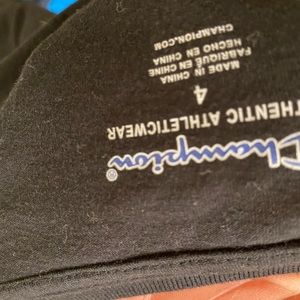 Champion®
THENTIC ATHLETICWEAR
4
MADE IN CHINA
FABRIQUÉ EN CHINE
HECHO EN CHINA
CHAMPION.COM